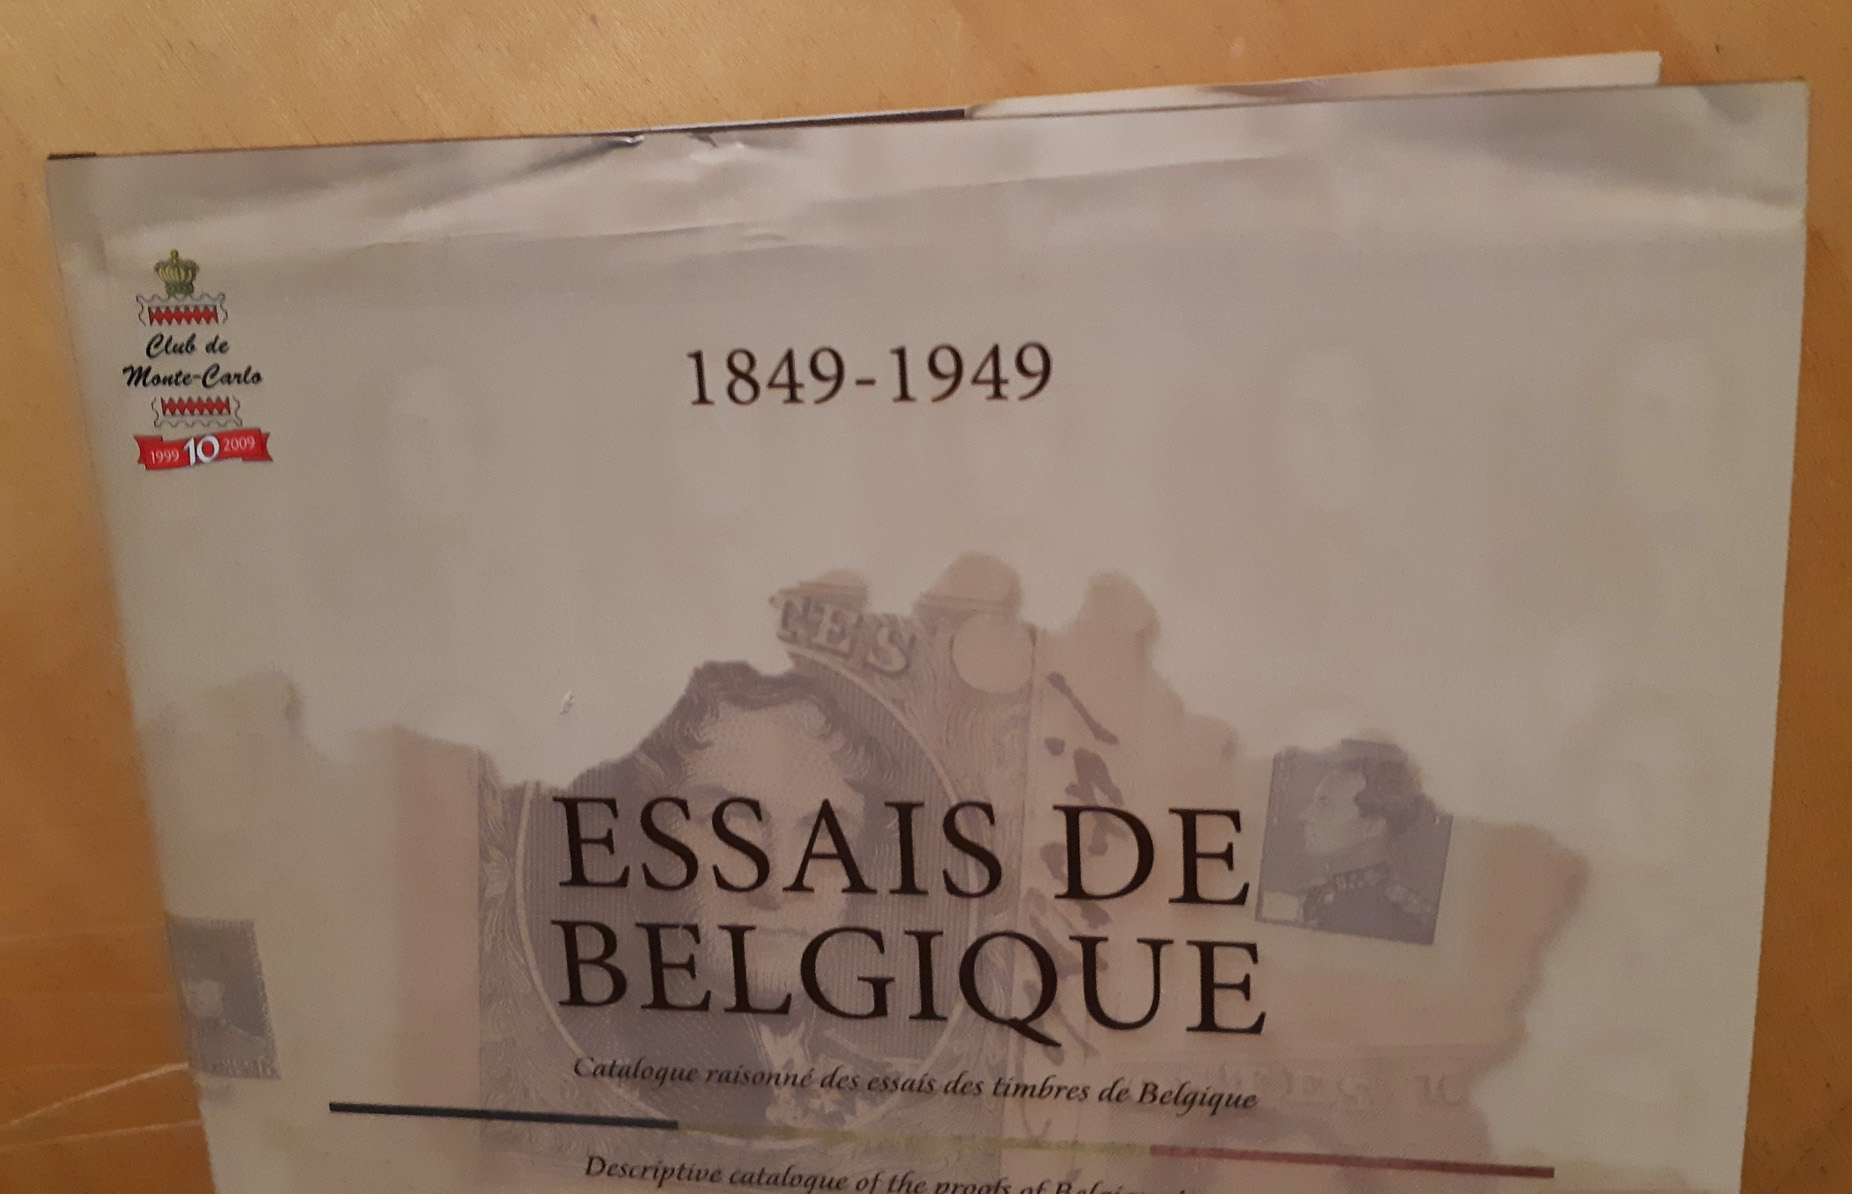 Club de
Monte-Carlo
1999 10 2009
1849-1949
TES
ESSAIS DE
BELGIQUE
Catalogue raisonné des essais des timbres de Belgique
Descriptive catalogue of the proofs of